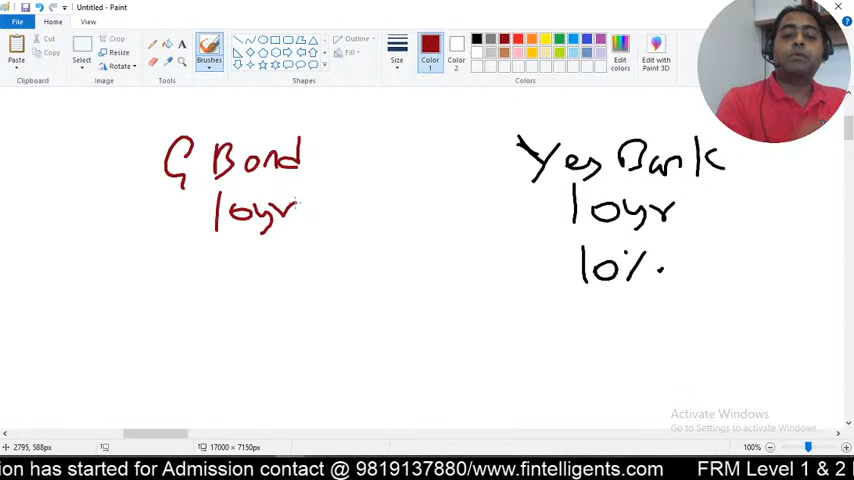 Untitled - Paint
File Home View
Paste
Cut
Copy
Clipboard
Select
Crop
Resize
Rotate
Image
Tools
Brushes
Outline
Fill
Shapes
Size
Color 1
Color 2
Edit colors
Edit with Paint 3D
Colors
G Bond
10yr
Yes Bank
10yr
10%.
Activate Windows
Go to Settings to activate Windows...
2795, 588px
17000 × 7150px
100%
ion has started for Admission contact @ 9819137880/www.fintelligents.com FRM Level 1 & 2